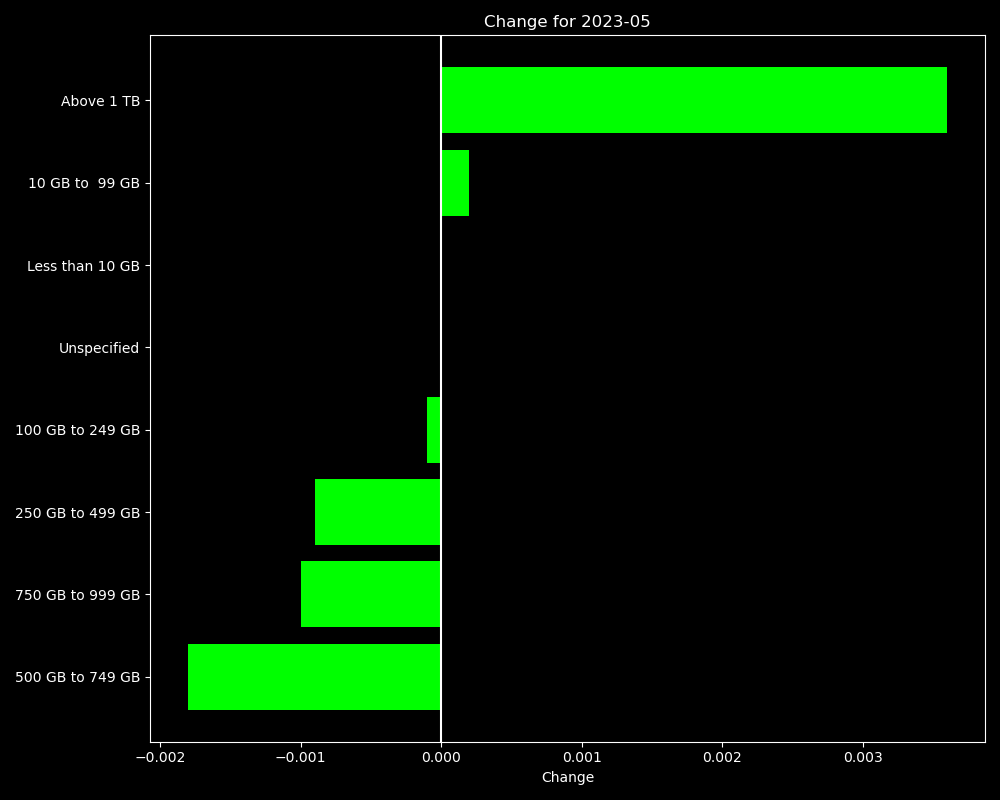 Change for 2023-05
Above 1 TB
10 GB to  99 GB
Less than 10 GB
Unspecified
100 GB to 249 GB
250 GB to 499 GB
750 GB to 999 GB
500 GB to 749 GB
−0.002 −0.001 0.000 0.001 0.002 0.003
Change